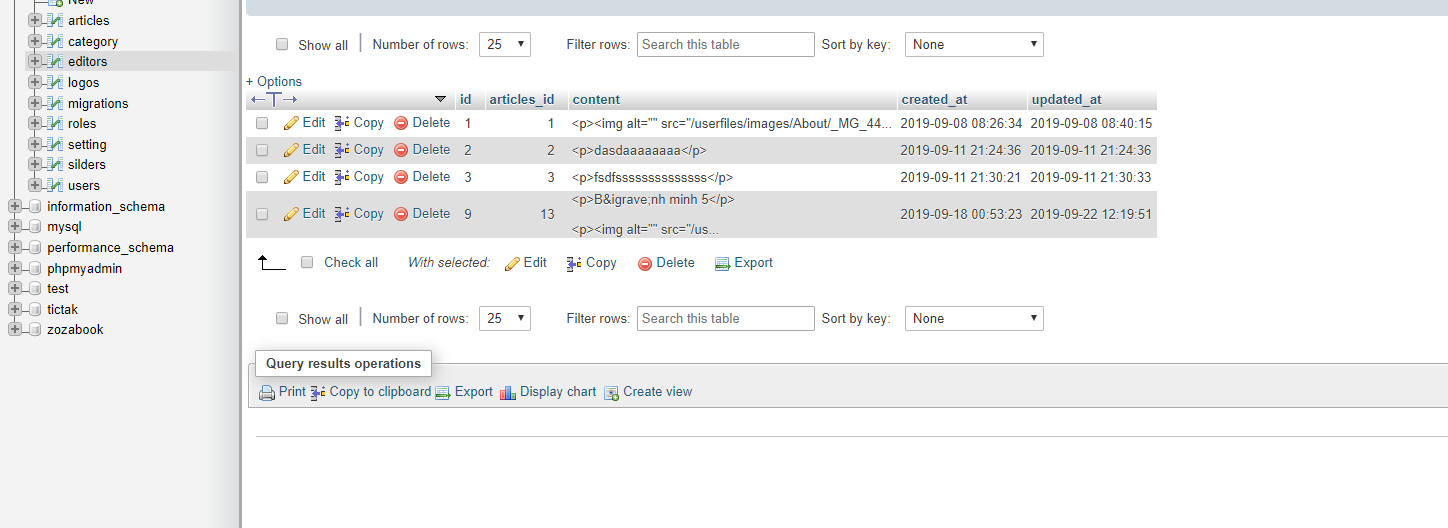 New
articles
category
editors
logos
migrations
roles
setting
silders
users
information_schema
mysql
performance_schema
phpmyadmin
test
tictak
zozabook
Show all Number of rows: 25 Filter rows: Search this table Sort by key: None
+ Options
id articles_id content created_at updated_at
Edit Copy Delete 1 1 <p><img alt="" src="/userfiles/images/About/_MG_44... 2019-09-08 08:26:34 2019-09-08 08:40:15
Edit Copy Delete 2 2 <p>dasdaaaaaaaa</p> 2019-09-11 21:24:36 2019-09-11 21:24:36
Edit Copy Delete 3 3 <p>fsdfssssssssssssss</p> 2019-09-11 21:30:21 2019-09-11 21:30:33
<p>B&igrave;nh minh 5</p>
Edit Copy Delete 9 13 2019-09-18 00:53:23 2019-09-22 12:19:51
<p><img alt="" src="/us...
Check all With selected: Edit Copy Delete Export
Show all Number of rows: 25 Filter rows: Search this table Sort by key: None
Query results operations
Print Copy to clipboard Export Display chart Create view